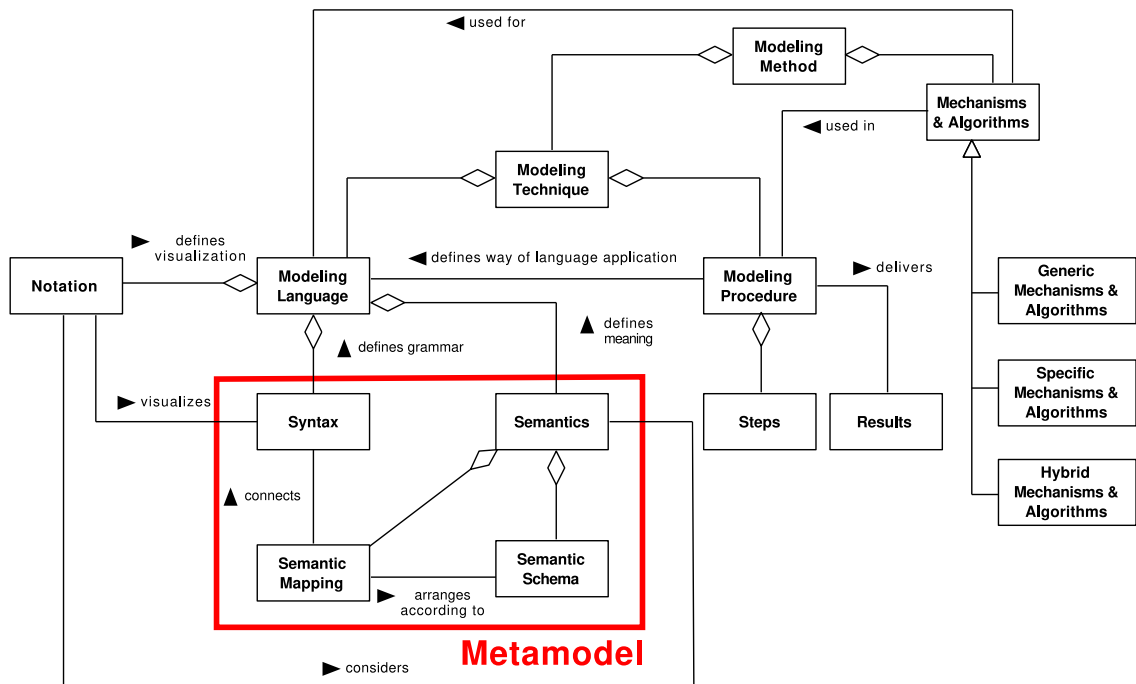 used for
Modeling
Method
Mechanisms
& Algorithms
used in
Modeling
Technique
defines
visualization
Notation
Modeling
Language
defines way of language application
Modeling
Procedure
delivers
Generic
Mechanisms &
Algorithms
defines grammar
defines
meaning
visualizes
Syntax
Semantics
Steps
Results
Specific
Mechanisms &
Algorithms
connects
Hybrid
Mechanisms &
Algorithms
Semantic
Mapping
Semantic
Schema
arranges
according to
Metamodel
considers